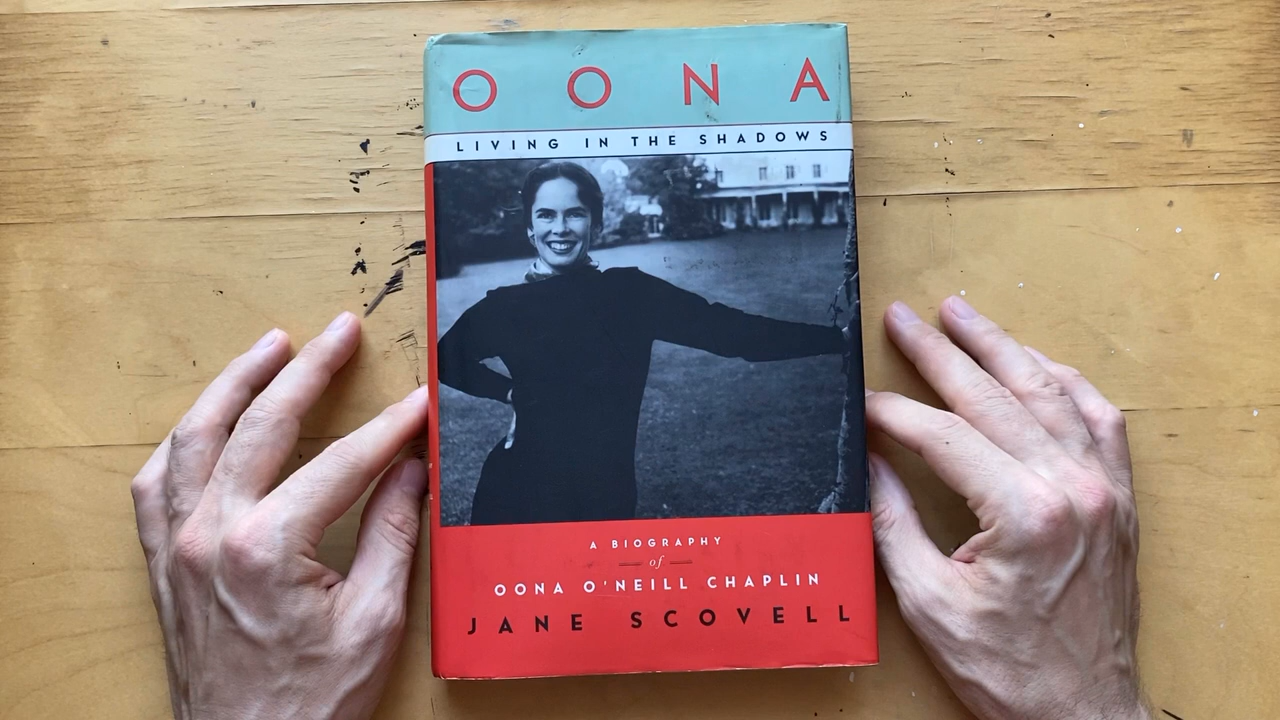 OONA
LIVING IN THE SHADOWS
A BIOGRAPHY
of
OONA O'NEILL CHAPLIN
JANE SCOVELL